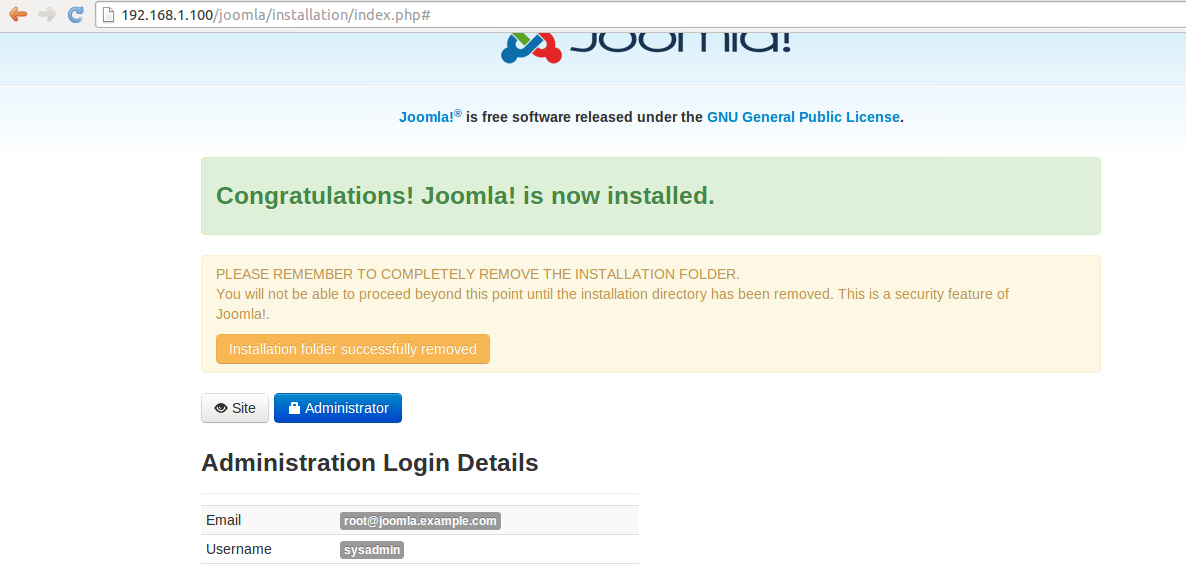 192.168.1.100/joomla/installation/index.php#
Joomla!
Joomla!® is free software released under the GNU General Public License.
Congratulations! Joomla! is now installed.
PLEASE REMEMBER TO COMPLETELY REMOVE THE INSTALLATION FOLDER.
You will not be able to proceed beyond this point until the installation directory has been removed. This is a security feature of
Joomla!.
Installation folder successfully removed
Site
Administrator
Administration Login Details
Email root@joomla.example.com
Username sysadmin